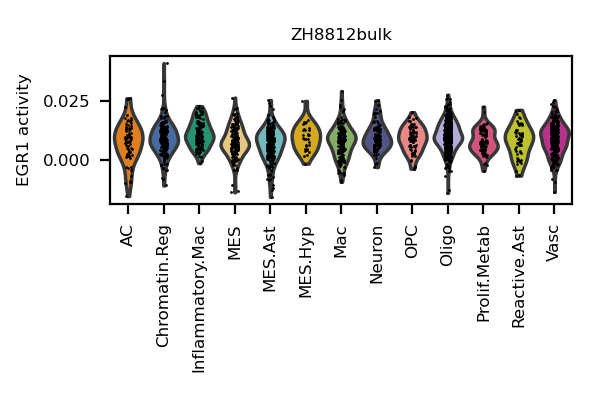 ZH8812bulk
EGR1 activity
0.025
0.000
AC
Chromatin.Reg
Inflammatory.Mac
MES
MES.Ast
MES.Hyp
Mac
Neuron
OPC
Oligo
Prolif.Metab
Reactive.Ast
Vasc